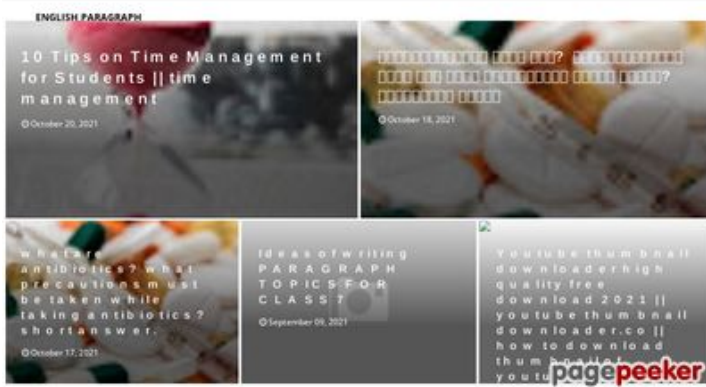 ENGLISH PARAGRAPH
10 Tips on Time Management
for Students || time
management
October 20, 2021
October 18, 2021
what are
antibiotics? what
precautions must
be taken while
taking antibiotics?
short answer.
October 17, 2021
Ideas of writing
PARAGRAPH
TOPICS FOR
CLASS 7
September 09, 2021
Youtube thumbnail
downloader high
quality free
download 2021 ||
youtube thumbnail
downloader.co ||
how to download
thumbnail of
pagepeeker